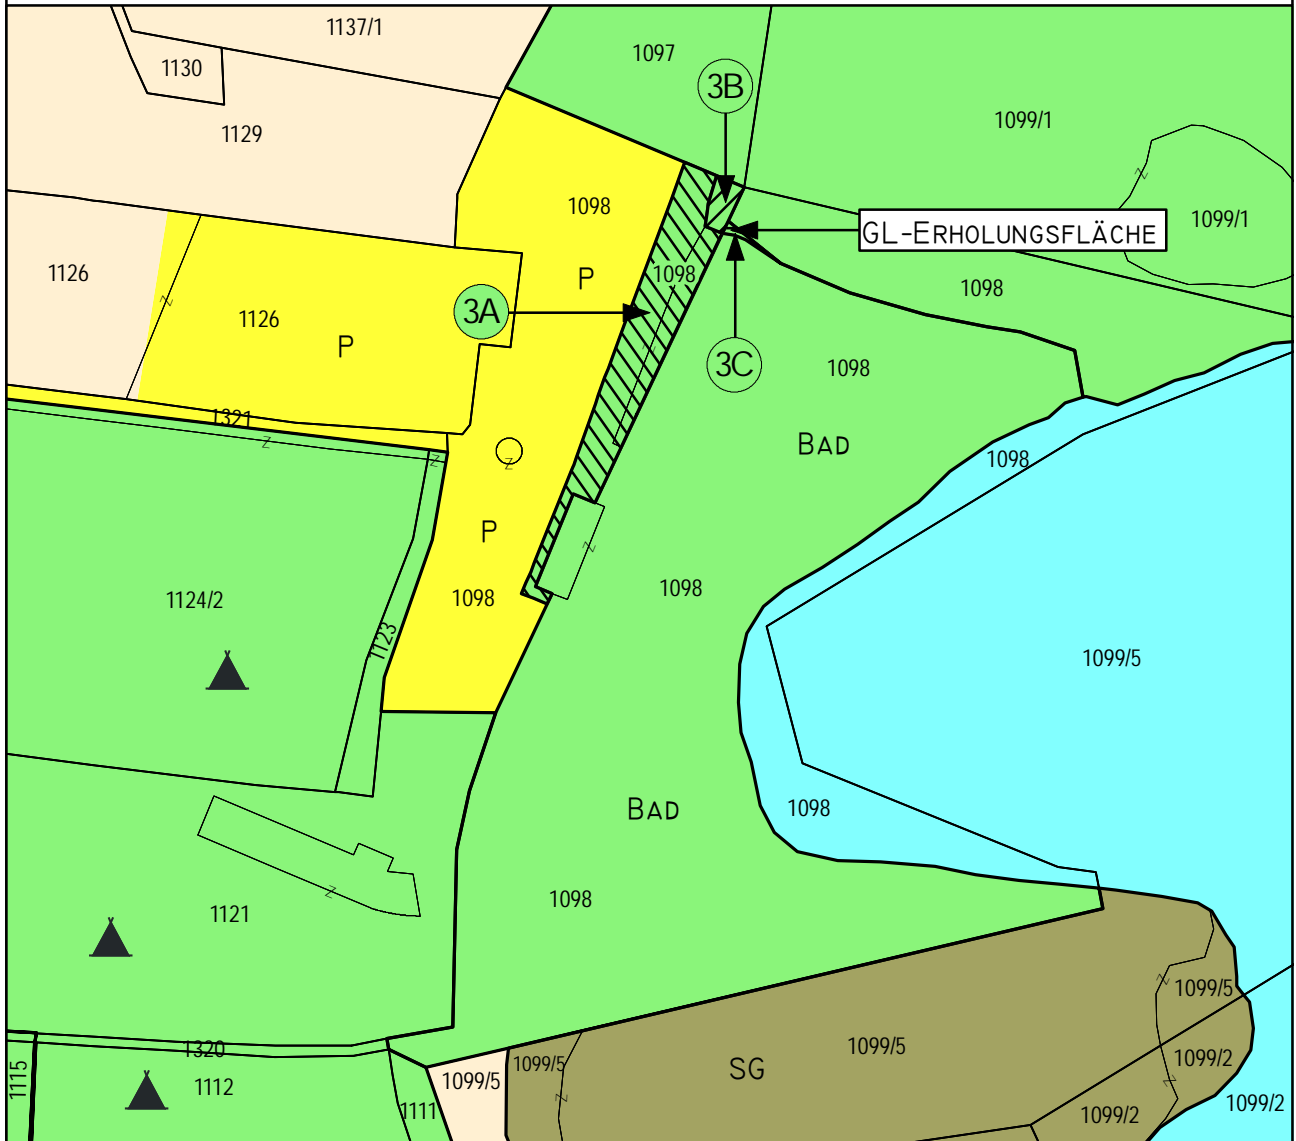 1137/1
1097
1130
3B
1099/1
1129
1098
1099/1
GL-ERHOLUNGSFLÄCHE
1126
1098
P
1098
3A
1126
P
3C
1098
1321
BAD
1098
P
1124/2
1098
1098
1123
1099/5
BAD
1098
1098
1121
1099/5
1320
1099/5
1099/2
1115
1112
1099/5
1099/5
SG
1111
1099/2
1099/2
Z
Z
Z
Z
Z
Z
Z
Z
Z
Z
Z